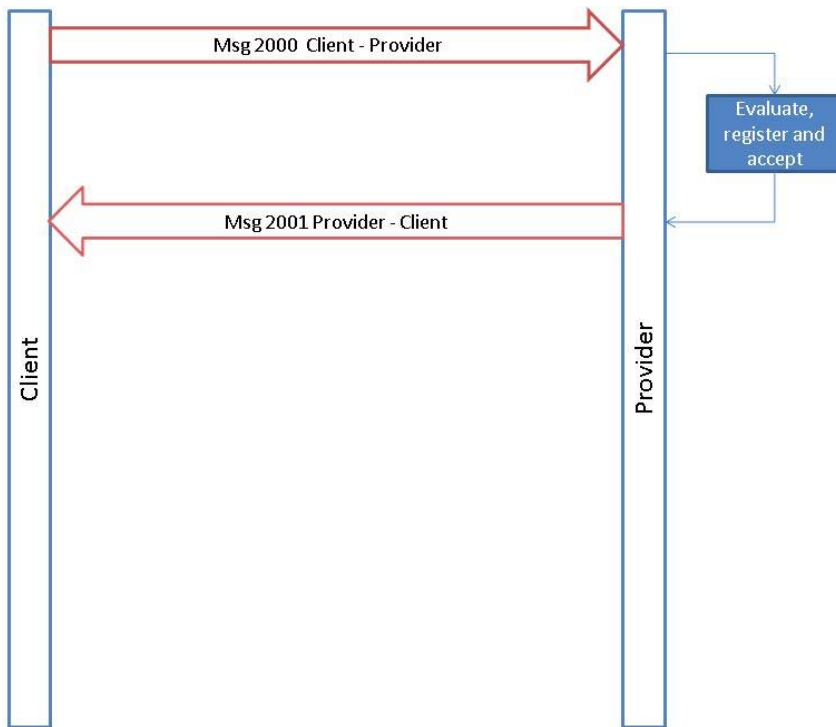 Msg 2000  Client - Provider
Evaluate,
register and
accept
Msg 2001 Provider - Client
Client
Provider